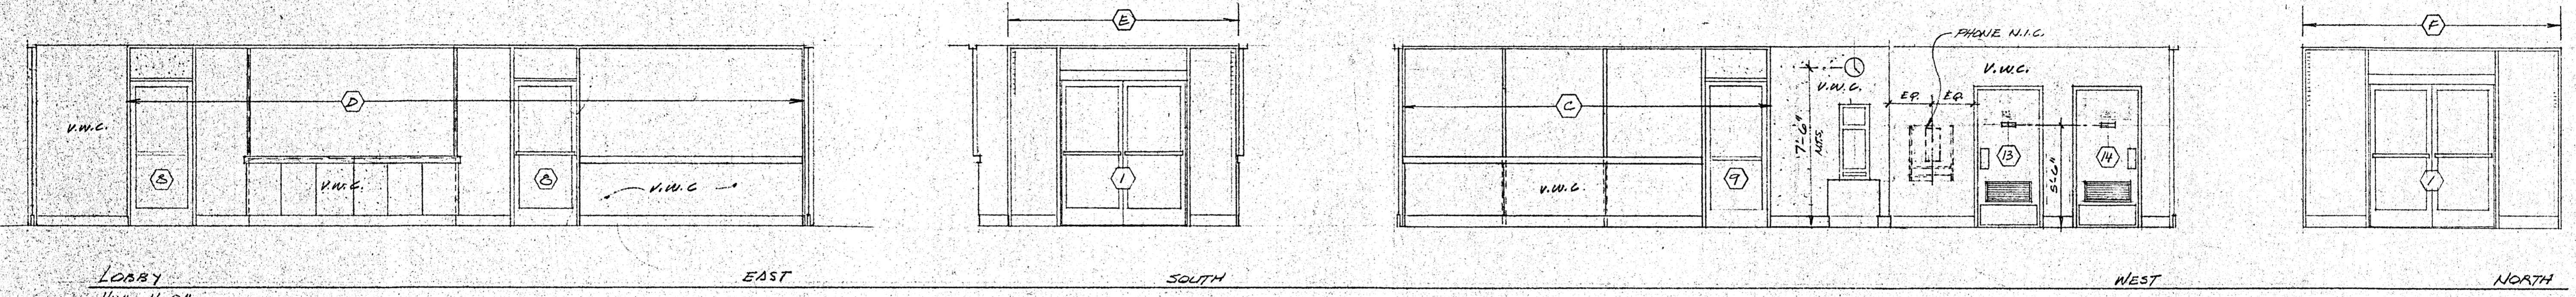 E
F
PHONE N.I.C.
V.W.C.
V.W.C.
D
C
EQ. EQ.
V.W.C.
7'-6"
MTS.
13
14
5'-6"
8
V.W.C.
8
V.W.C
1
V.W.C.
9
1
LOBBY
EAST
SOUTH
WEST
NORTH